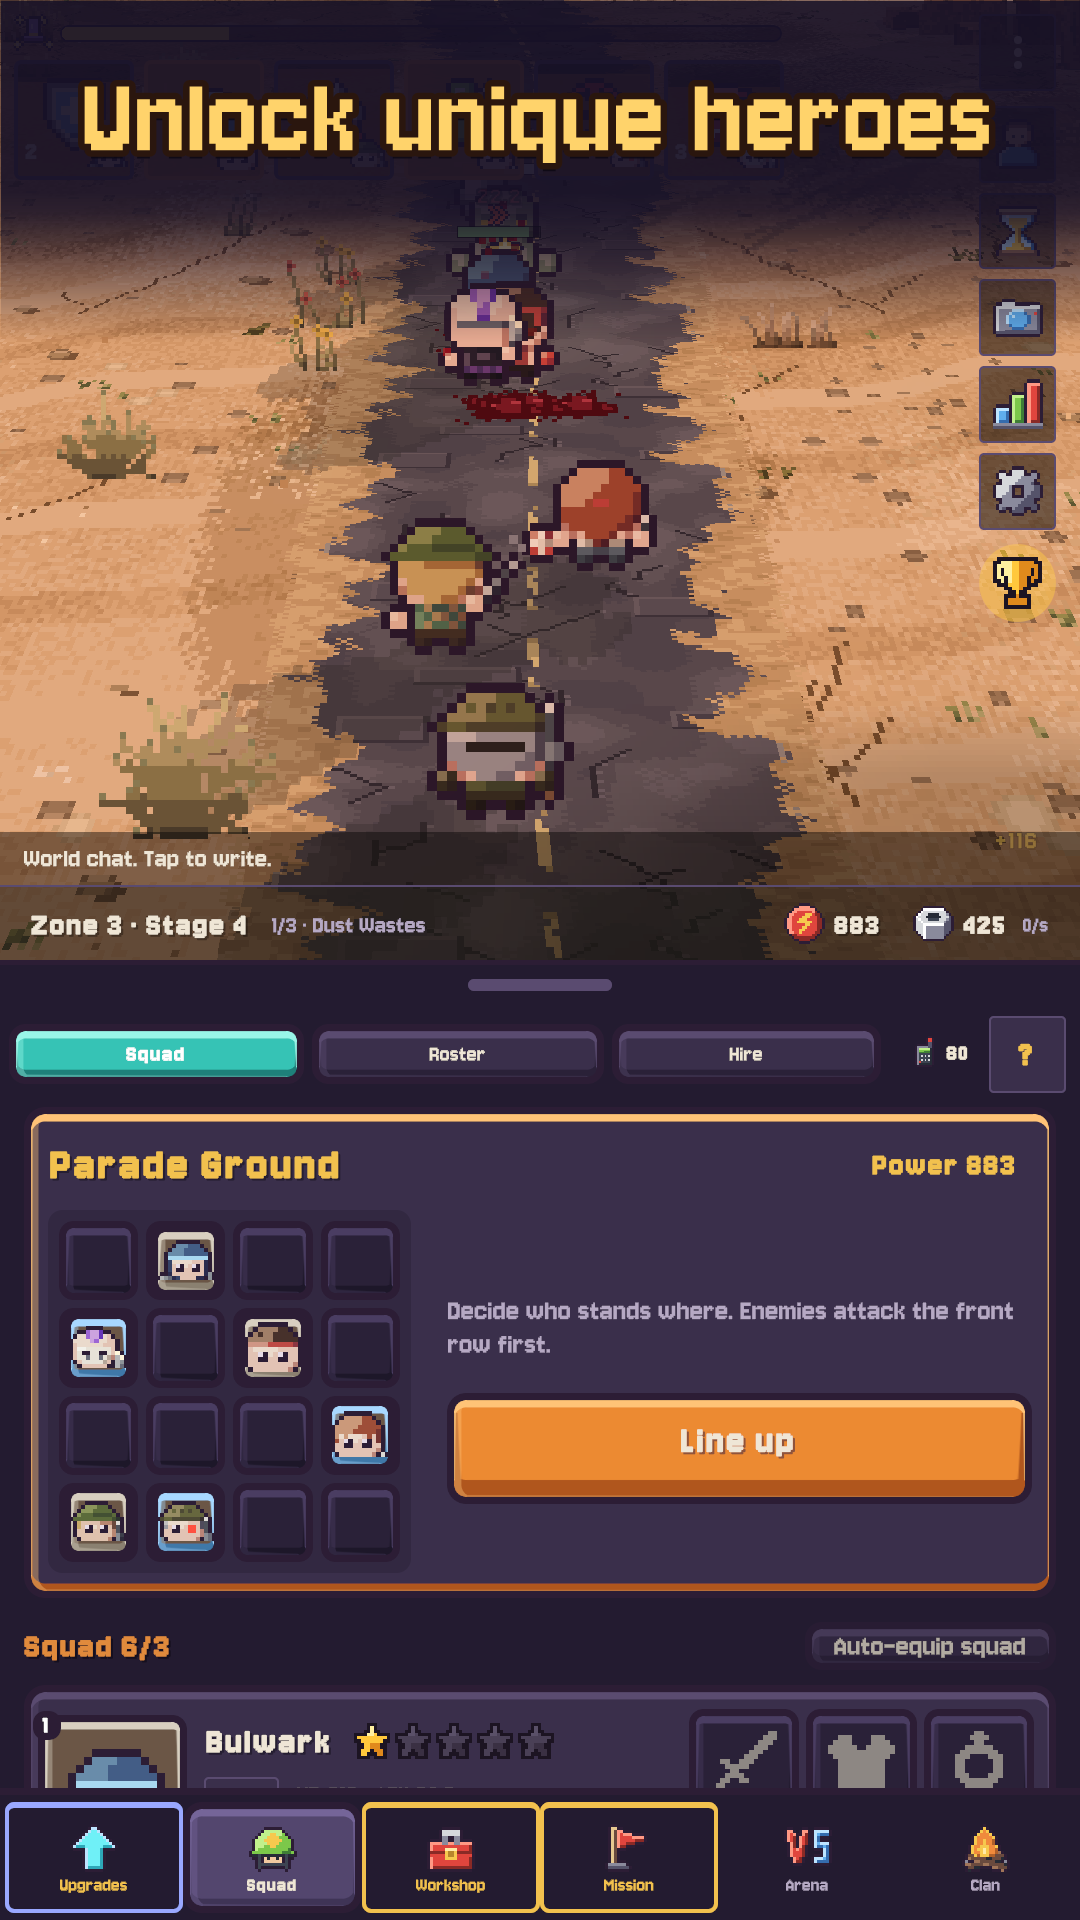 Unlock unique heroes
+116
World chat. Tap to write.
Zone 3 · Stage 4 1/3 · Dust Wastes 883 425 0/s
Squad Roster Hire 80 ?
Parade Ground Power 883
Decide who stands where. Enemies attack the front
row first.
Line up
Squad 6/3 Auto-equip squad
1 Bulwark
Upgrades Squad Workshop Mission VS Arena Clan